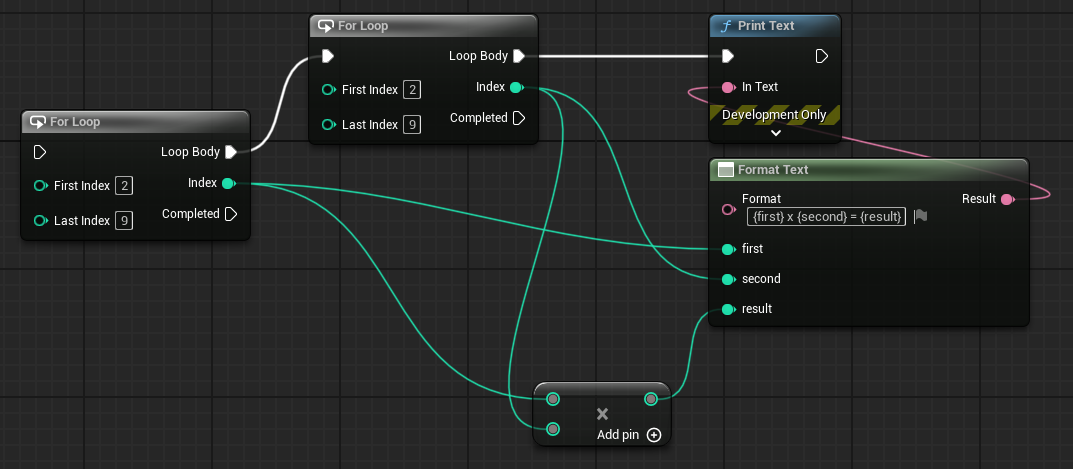 For Loop
Loop Body
First Index 2
Index
Last Index 9
Completed
For Loop
Loop Body
First Index 2
Index
Last Index 9
Completed
f Print Text
In Text
Development Only
Format Text
Format
{first} x {second} = {result}
Result
first
second
result
x
Add pin